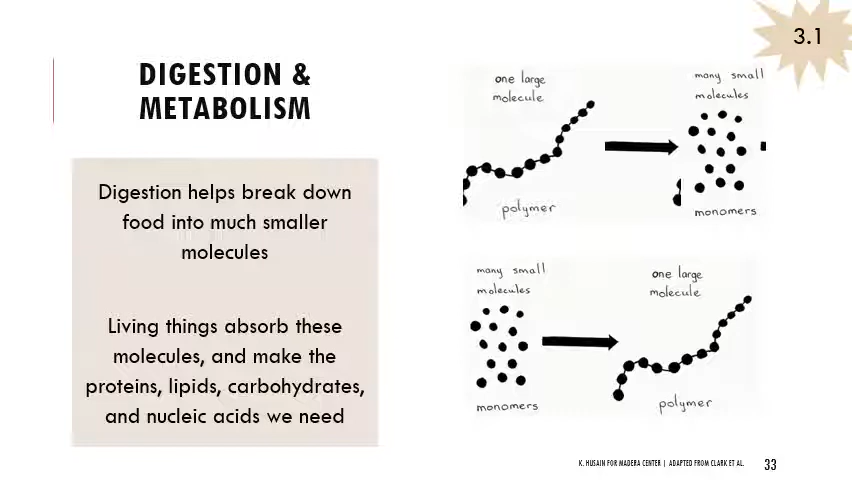 3.1
DIGESTION &
METABOLISM
Digestion helps break down
food into much smaller
molecules
Living things absorb these
molecules, and make the
proteins, lipids, carbohydrates,
and nucleic acids we need
one large
molecule
many small
molecules
polymer
monomers
many small
molecules
one large
molecule
monomers
polymer
K. HUSAIN FOR MADERA CENTER | ADAPTED FROM CLARK ET AL.
33